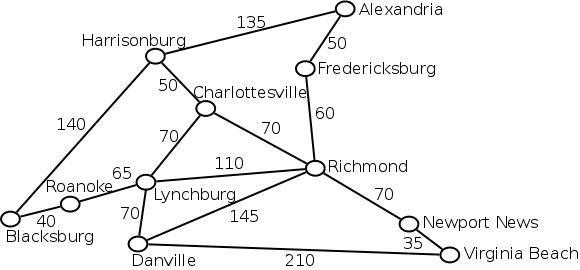 Alexandria
135
Harrisonburg
50
Fredericksburg
50
Charlottesville
60
140
70
70
110
Richmond
65
Roanoke
Lynchburg
70
70
145
40
Newport News
Blacksburg
35
Virginia Beach
Danville
210